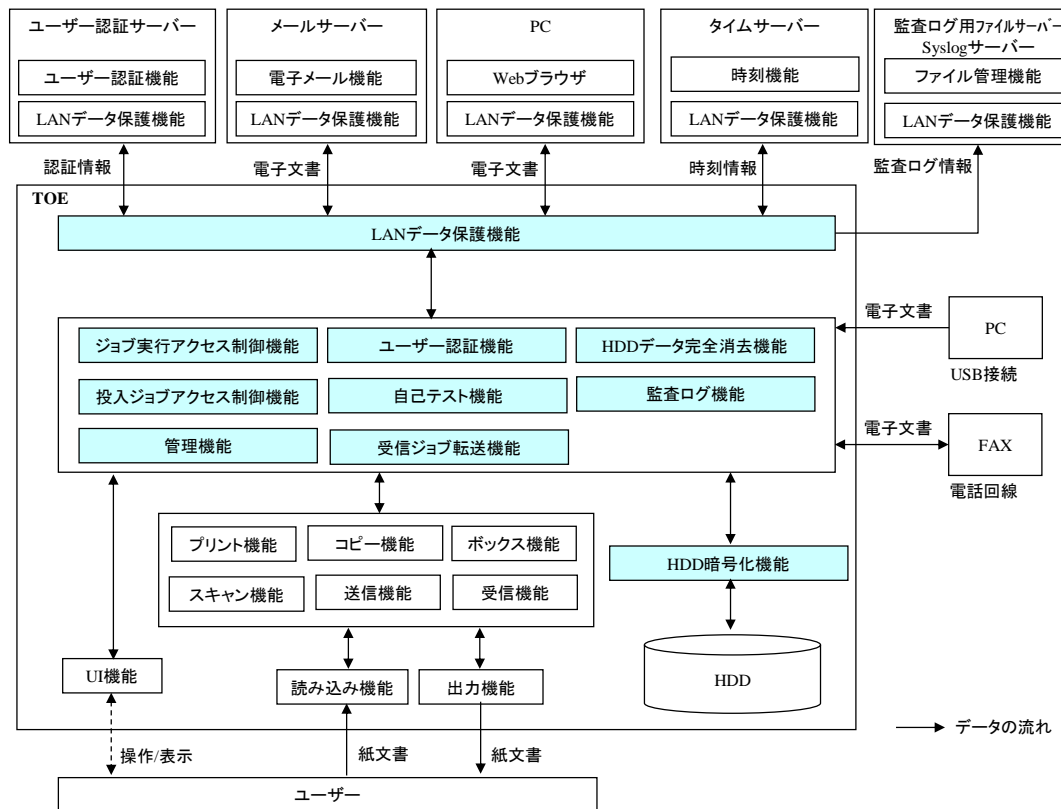 ユーザー認証サーバー
ユーザー認証機能
LANデータ保護機能
メールサーバー
電子メール機能
LANデータ保護機能
PC
Webブラウザ
LANデータ保護機能
タイムサーバー
時刻機能
LANデータ保護機能
監査ログ用ファイルサーバー
Syslogサーバー
ファイル管理機能
LANデータ保護機能
認証情報
電子文書
電子文書
時刻情報
監査ログ情報
TOE
LANデータ保護機能
ジョブ実行アクセス制御機能
ユーザー認証機能
HDDデータ完全消去機能
投入ジョブアクセス制御機能
自己テスト機能
監査ログ機能
管理機能
受信ジョブ転送機能
電子文書
PC
USB接続
電子文書
FAX
電話回線
プリント機能
コピー機能
ボックス機能
スキャン機能
送信機能
受信機能
HDD暗号化機能
HDD
UI機能
読み込み機能
出力機能
操作/表示
紙文書
紙文書
ユーザー
データの流れ